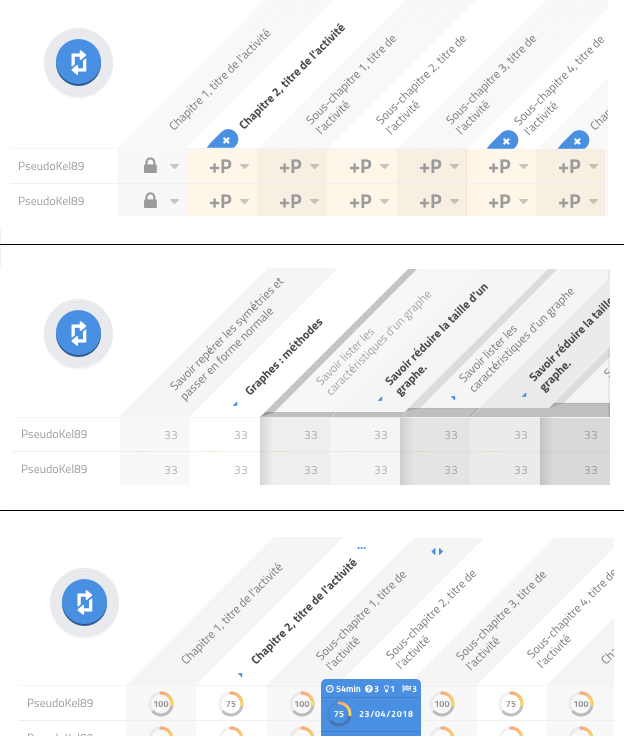 Chapitre 1, titre de l'activité
Chapitre 2, titre de l'activité
Sous-chapitre 1, titre de
l'activité
Sous-chapitre 2, titre de
l'activité
Sous-chapitre 3, titre de
l'activité
Sous-chapitre 4, titre de
l'activité
PseudoKel89 +P +P +P +P +P +P
PseudoKel89 +P +P +P +P +P +P
Savoir repérer les symétries et
passer en forme normale
Graphes : méthodes
Savoir lister les
caractéristiques d'un graphe
Savoir réduire la taille d'un
graphe.
Savoir lister les
caractéristiques d'un graphe
Savoir réduire la taille
graphe.
PseudoKel89 33 33 33 33 33 33 33
PseudoKel89 33 33 33 33 33 33 33
Chapitre 1, titre de l'activité
Chapitre 2, titre de l'activité
Sous-chapitre 1, titre de
l'activité
Sous-chapitre 2, titre de
l'activité
Sous-chapitre 3, titre de
l'activité
Sous-chapitre 4, titre de
l'activité
54min 3 1 3
PseudoKel89 100 75 100 75 23/04/2018 100 75 100